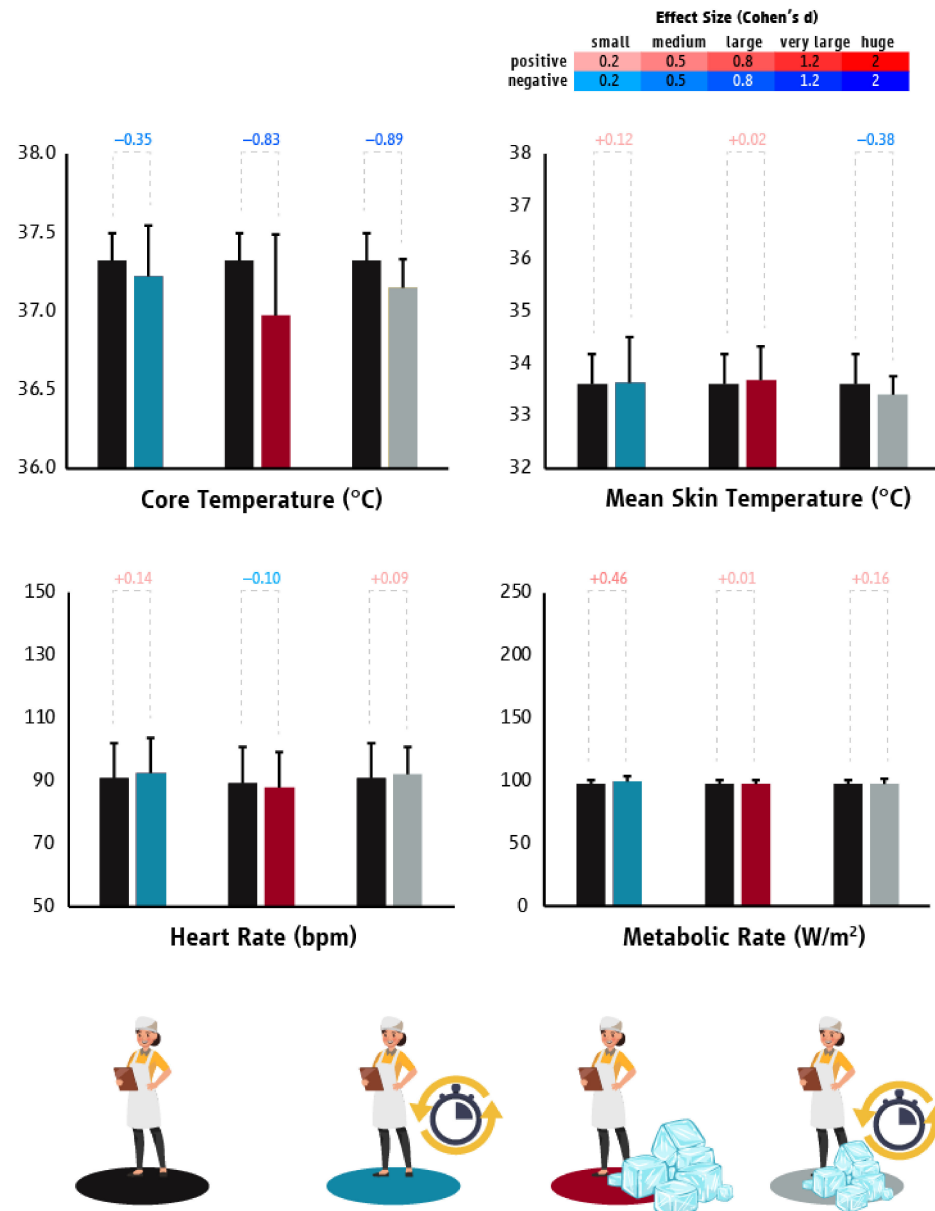 Effect Size (Cohen's d)
small medium large very large huge
positive 0.2 0.5 0.8 1.2 2
negative 0.2 0.5 0.8 1.2 2
−0.35 −0.83 −0.89
38.0
37.5
37.0
36.5
36.0
Core Temperature (°C)
+0.12 +0.02 −0.38
38
37
36
35
34
33
32
Mean Skin Temperature (°C)
+0.14 −0.10 +0.09
150
130
110
90
70
50
Heart Rate (bpm)
+0.46 +0.01 +0.16
250
200
150
100
50
0
Metabolic Rate (W/m²)